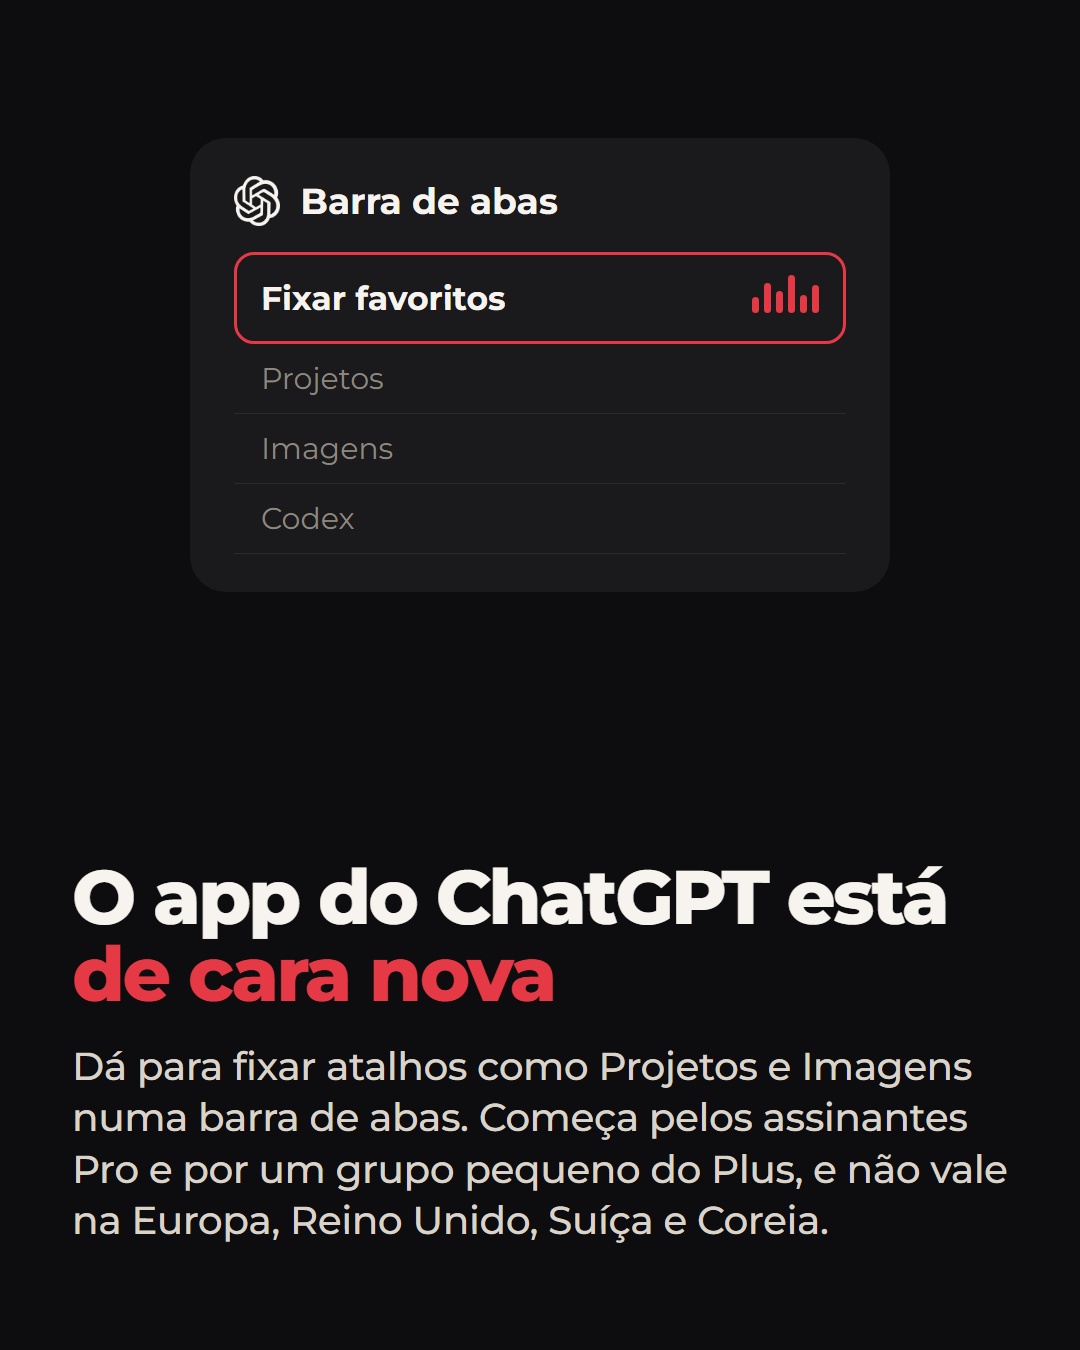 Barra de abas
Fixar favoritos
Projetos
Imagens
Codex
O app do ChatGPT está
de cara nova
Dá para fixar atalhos como Projetos e Imagens
numa barra de abas. Começa pelos assinantes
Pro e por um grupo pequeno do Plus, e não vale
na Europa, Reino Unido, Suíça e Coreia.